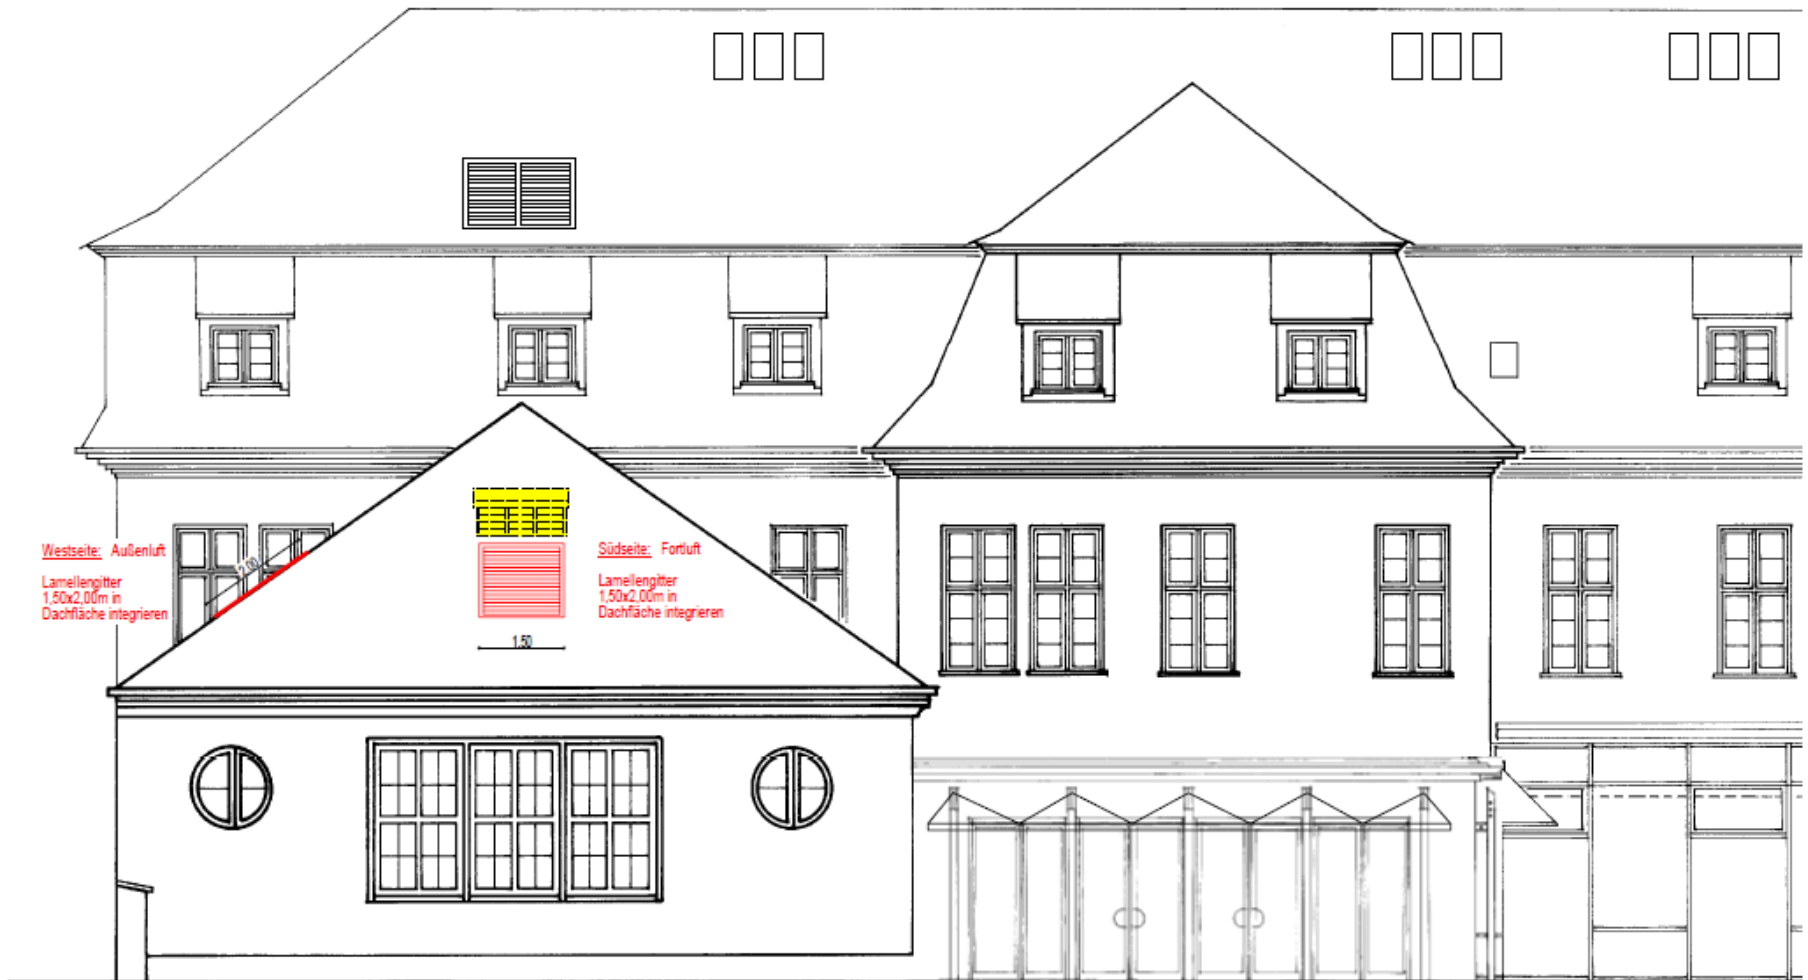 Westseite: Außenluft
Lamellengitter
1,50x2,00m in
Dachfläche integrieren
2.00
Südseite: Fortluft
Lamellengitter
1,50x2,00m in
Dachfläche integrieren
1.50